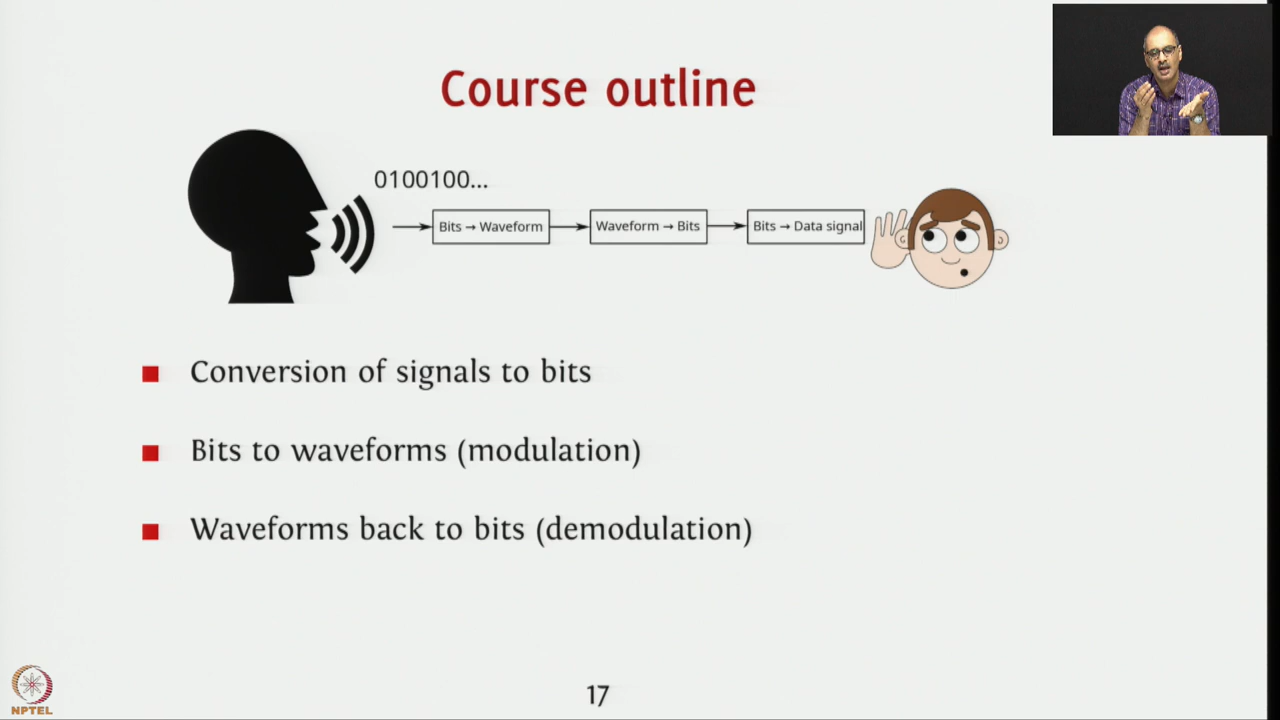 Course outline
0100100...
Bits → Waveform
Waveform → Bits
Bits → Data signal
Conversion of signals to bits
Bits to waveforms (modulation)
Waveforms back to bits (demodulation)
NPTEL
17